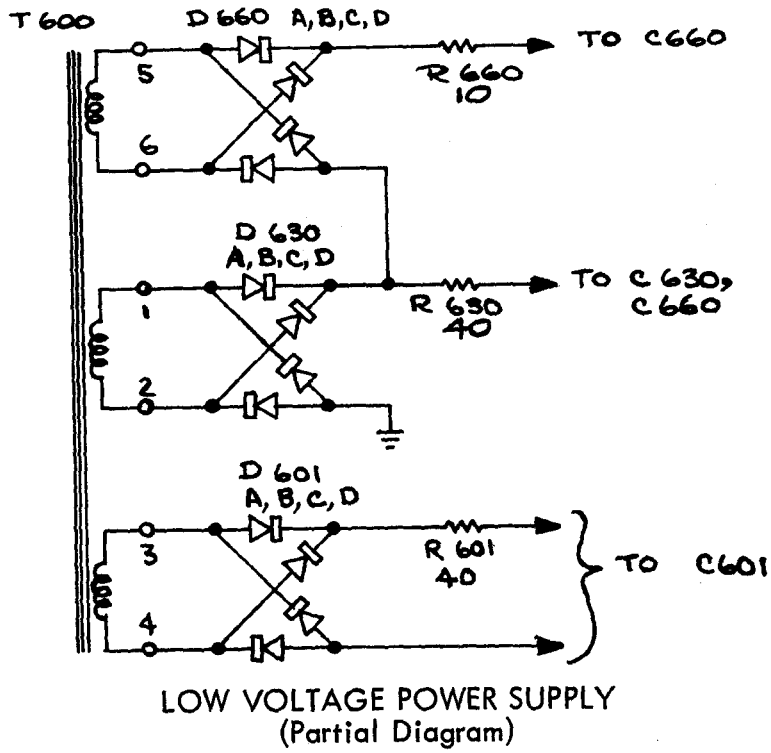 T600
D 660 A, B, C, D
5
6
R 660
10
TO C660
D 630
A, B, C, D
1
2
R 630
40
TO C 630,
C 660
D 601
A, B, C, D
3
4
R 601
40
TO C601
LOW VOLTAGE POWER SUPPLY
(Partial Diagram)